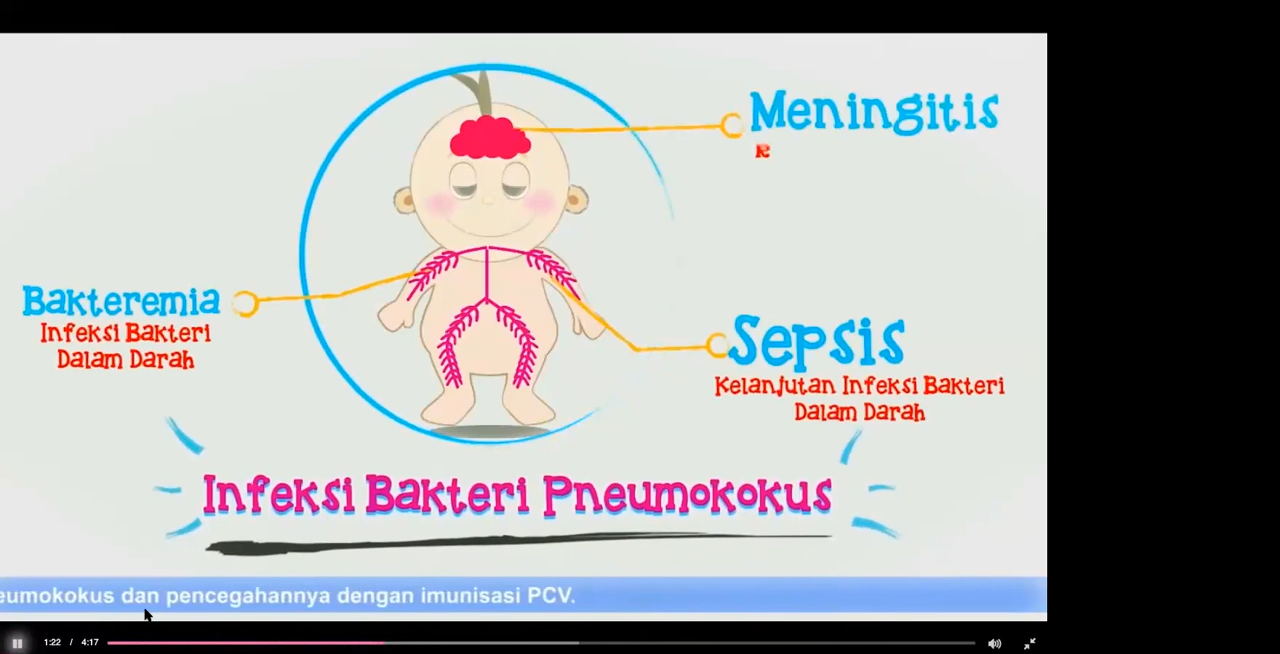 Meningitis
Bakteremia
Infeksi Bakteri
Dalam Darah
Sepsis
Kelanjutan Infeksi Bakteri
Dalam Darah
Infeksi Bakteri Pneumokokus
eumokokus dan pencegahannya dengan imunisasi PCV.
1:22 / 4:17